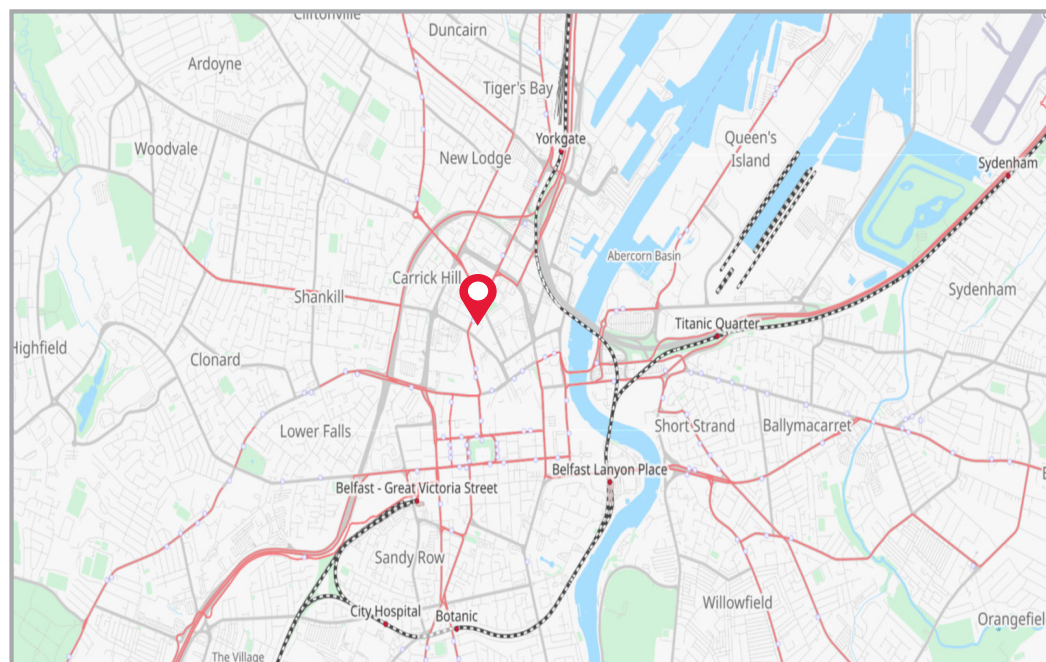 Cliftonville
Duncairn
Ardoyne
Tiger's Bay
Yorkgate
Queen's
Island
Woodvale
New Lodge
Sydenham
Abercorn Basin
Carrick Hill
Shankill
Sydenham
Titanic Quarter
Highfield
Clonard
Short Strand
Ballymacarret
Lower Falls
Belfast Lanyon Place
Belfast - Great Victoria Street
Sandy Row
Willowfield
City Hospital
Botanic
Orangefiel
The Village